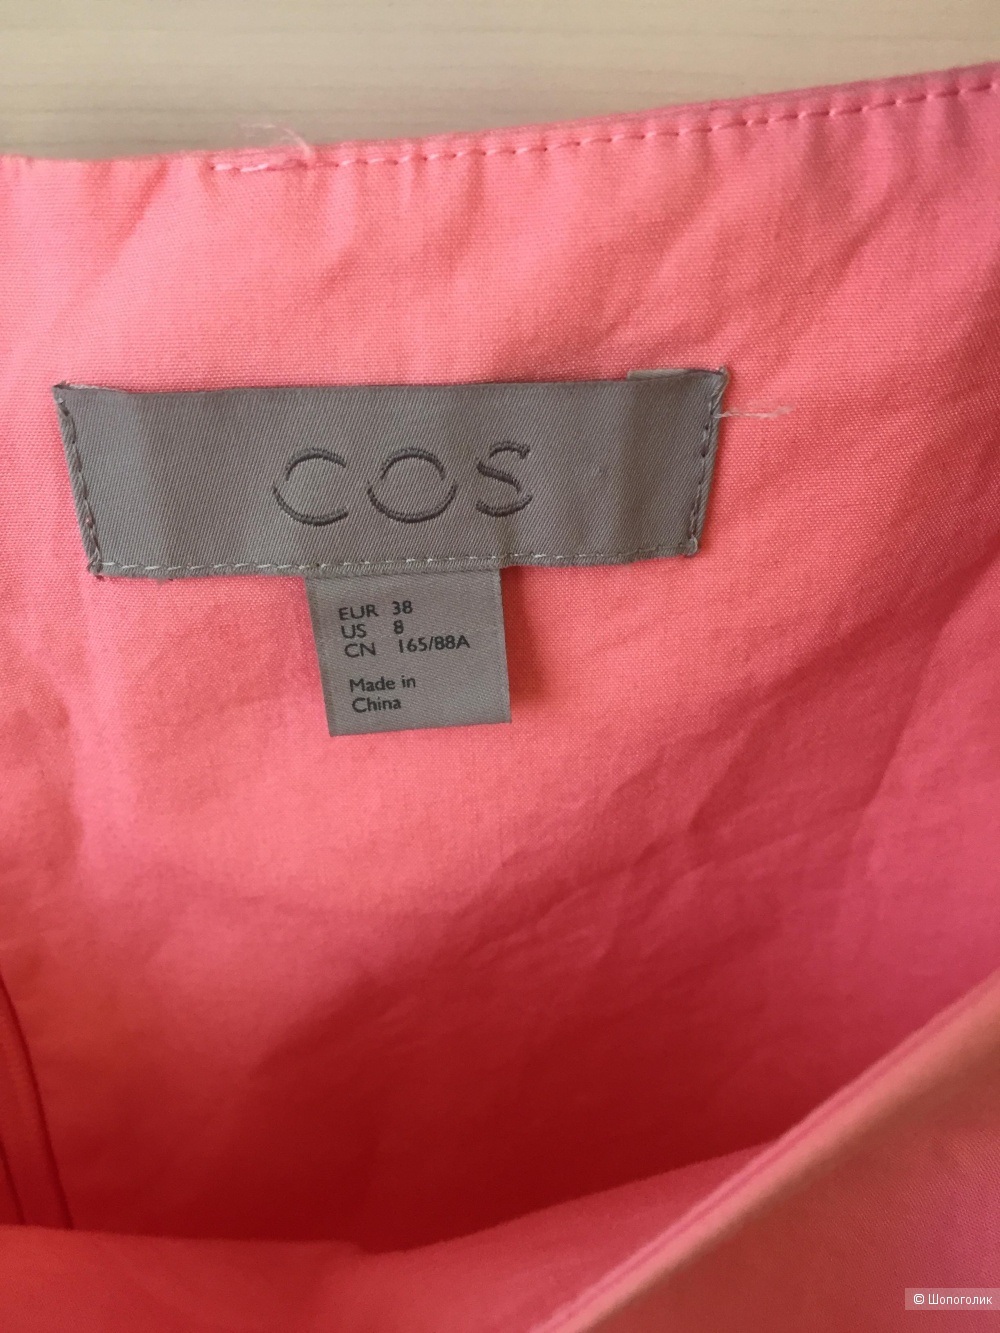 COS
EUR 38
US 8
CN 165/88A
Made in
China
© Шопоголик